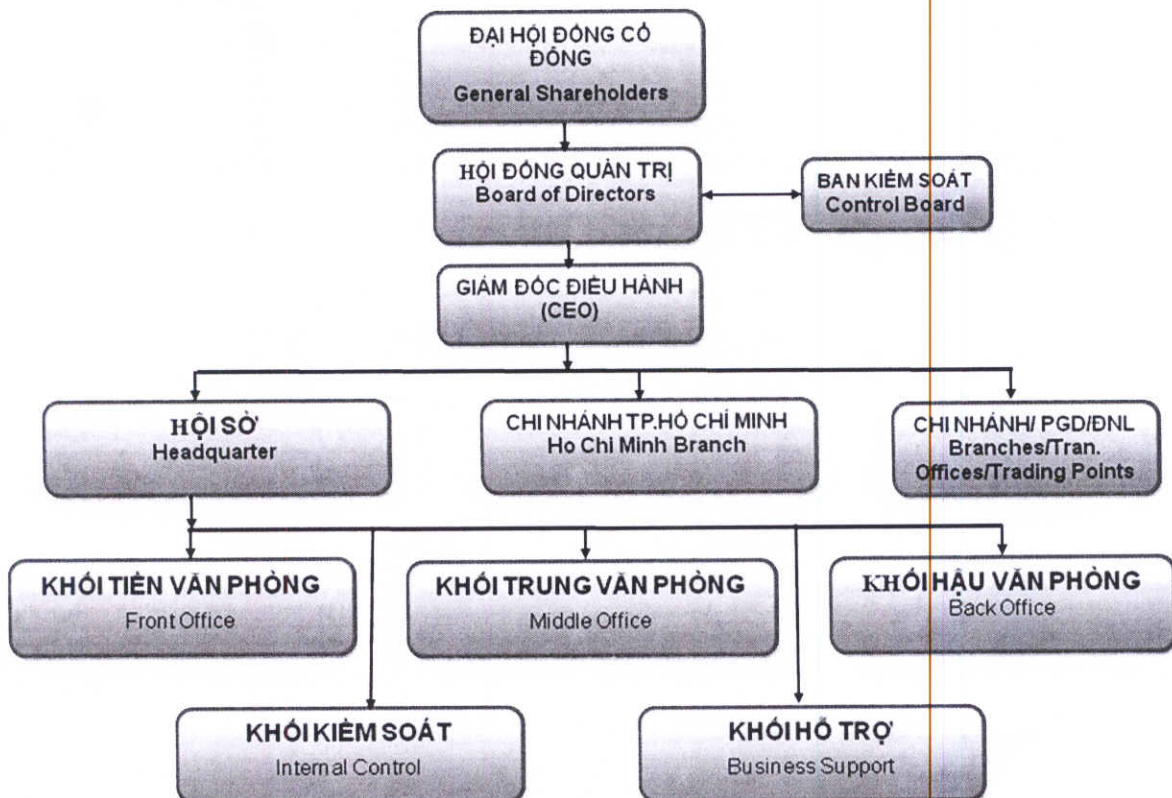 ĐẠI HỘI ĐỒNG CỔ
ĐÔNG
General Shareholders
HỘI ĐỒNG QUẢN TRỊ
Board of Directors
BAN KIỂM SOÁT
Control Board
GIÁM ĐỐC ĐIỀU HÀNH
(CEO)
HỘI SỞ
Headquarter
CHI NHÁNH TP.HỒ CHÍ MINH
Ho Chi Minh Branch
CHI NHÁNH/ PGD/ĐNL
Branches/Tran.
Offices/Trading Points
KHỐI TIỀN VĂN PHÒNG
Front Office
KHỐI TRUNG VĂN PHÒNG
Middle Office
KHỐI HẬU VĂN PHÒNG
Back Office
KHỐI KIỂM SOÁT
Internal Control
KHỐI HỖ TRỢ
Business Support